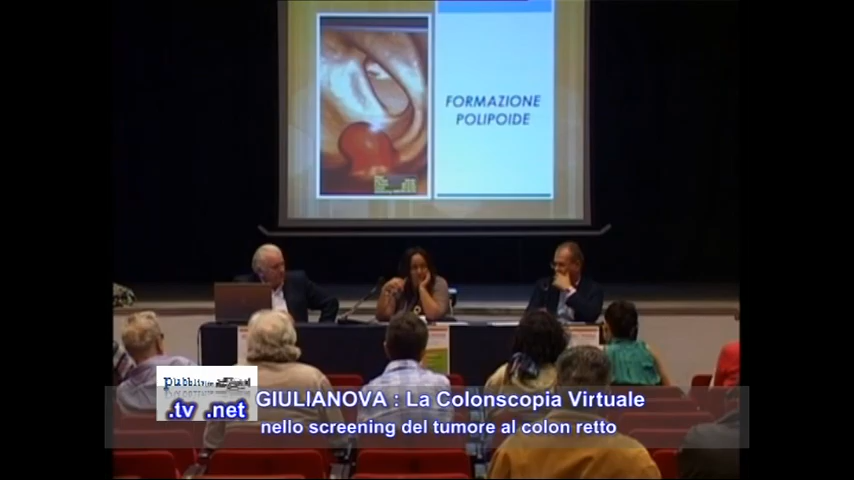 FORMAZIONE
POLIPOIDE
.tv .net
GIULIANOVA : La Colonscopia Virtuale
nello screening del tumore al colon retto